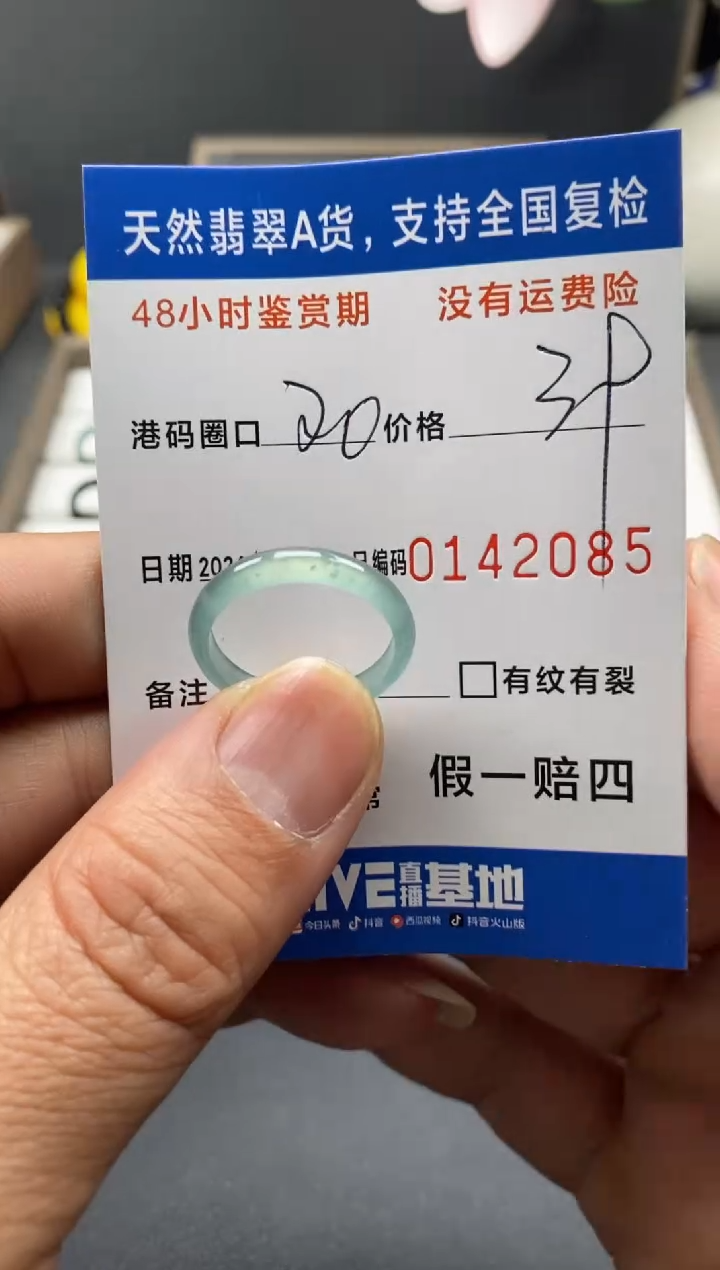 天然翡翠A货，支持全国复检
48小时鉴赏期 没有运费险
港码圈口 20 价格 3P
日期 202 编码 0142085
备注 □有纹有裂
假一赔四
IVE 直播 基地
今日头条 抖音 西瓜视频 抖音火山版